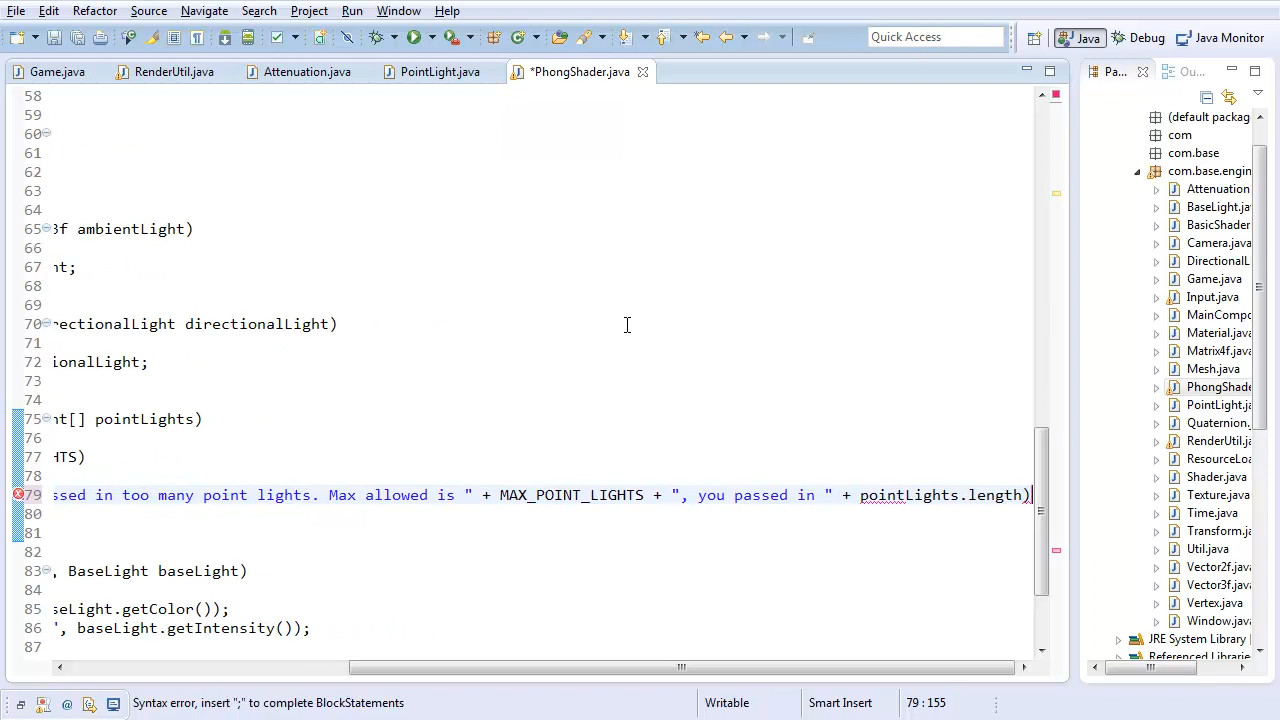 File Edit Refactor Source Navigate Search Project Run Window Help
Quick Access Java Debug Java Monitor
Game.java RenderUtil.java Attenuation.java PointLight.java *PhongShader.java Pa... Ou...
58
59
60
61
62
63
64
65 3f ambientLight)
66
67 nt;
68
69
70 rectionalLight directionalLight)
71
72 ionalLight;
73
74
75 nt[] pointLights)
76
77 HTS)
78
79 ssed in too many point lights. Max allowed is " + MAX_POINT_LIGHTS + ", you passed in " + pointLights.length)
80
81
82
83 , BaseLight baseLight)
84
85 seLight.getColor());
86 ", baseLight.getIntensity());
87
(default packag
com
com.base
com.base.engin
Attenuation
BaseLight.ja
BasicShader
Camera.java
DirectionalL
Game.java
Input.java
MainCompo
Material.java
Matrix4f.java
Mesh.java
PhongShade
PointLight.ja
Quaternion.
RenderUtil.ja
ResourceLoa
Shader.java
Texture.java
Time.java
Transform.ja
Util.java
Vector2f.java
Vector3f.java
Vertex.java
Window.java
JRE System Library
Referenced Libraries
Syntax error, insert ";" to complete BlockStatements Writable Smart Insert 79 : 155